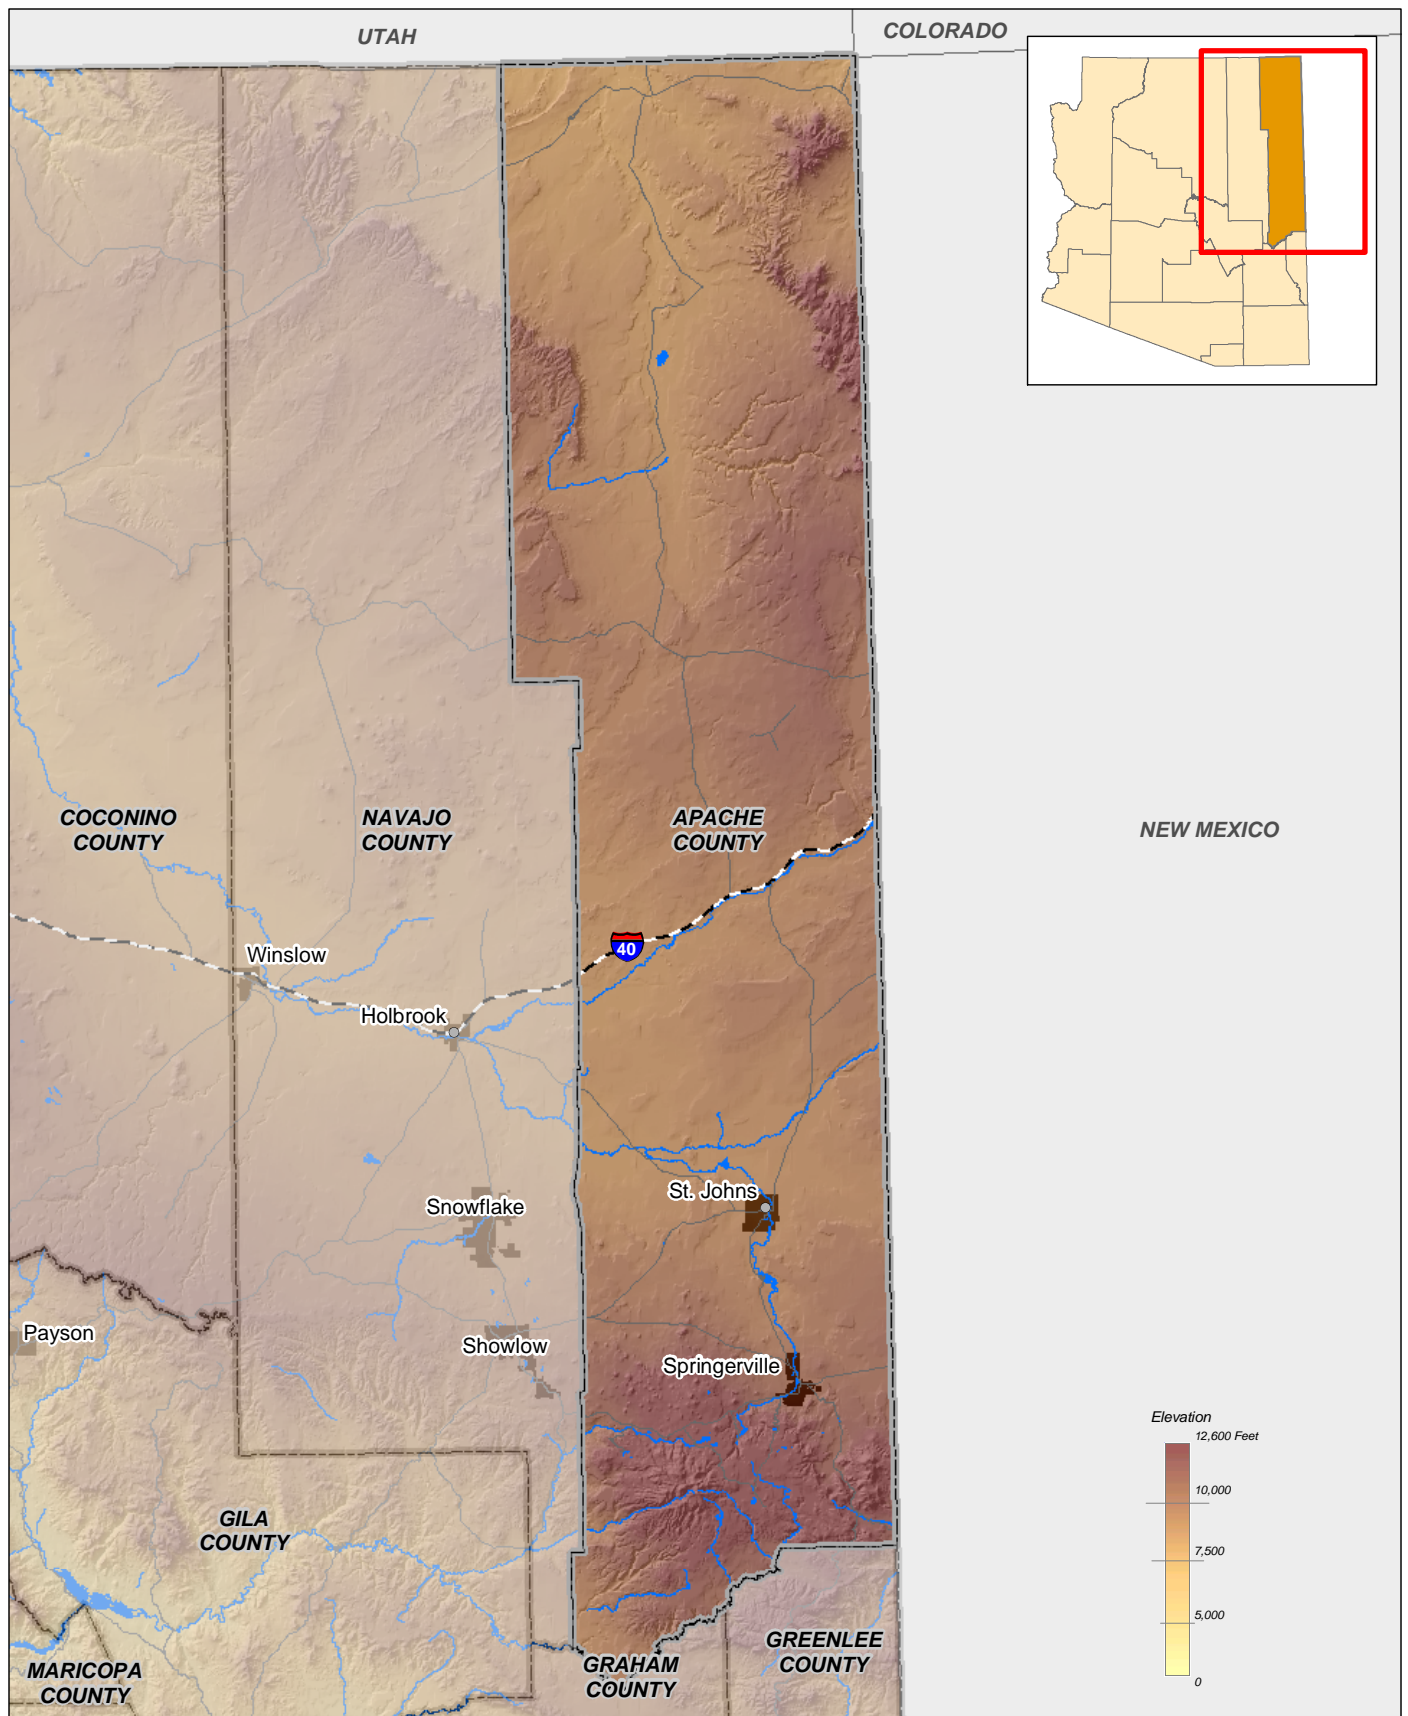 UTAH
COLORADO
COCONINO
COUNTY
NAVAJO
COUNTY
APACHE
COUNTY
NEW MEXICO
Winslow
40
Holbrook
St. Johns
Snowflake
Payson
Showlow
Springerville
Elevation
12,600 Feet
10,000
7,500
5,000
0
GILA
COUNTY
GREENLEE
COUNTY
MARICOPA
COUNTY
GRAHAM
COUNTY